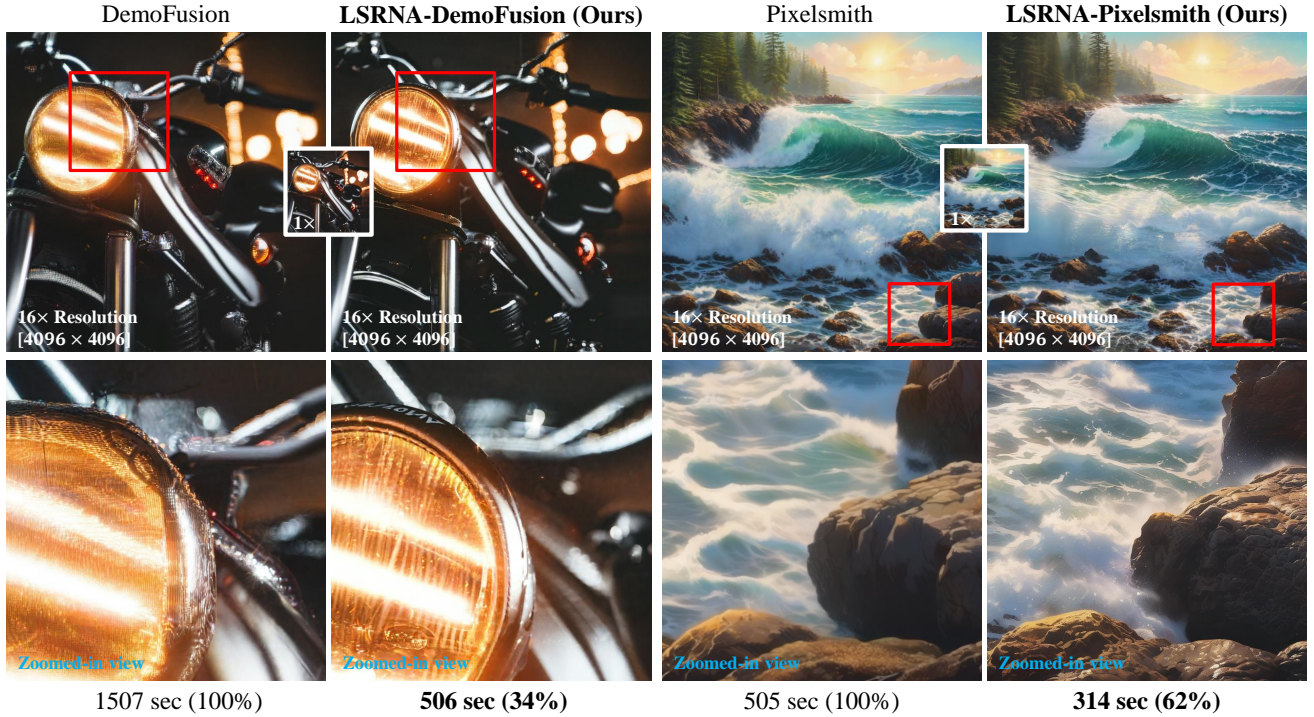 DemoFusion
LSRNA-DemoFusion (Ours)
Pixelsmith
LSRNA-Pixelsmith (Ours)
1×
1×
16× Resolution
[4096 × 4096]
16× Resolution
[4096 × 4096]
16× Resolution
[4096 × 4096]
16× Resolution
[4096 × 4096]
Zoomed-in view
Zoomed-in view
Zoomed-in view
Zoomed-in view
1507 sec (100%)
506 sec (34%)
505 sec (100%)
314 sec (62%)